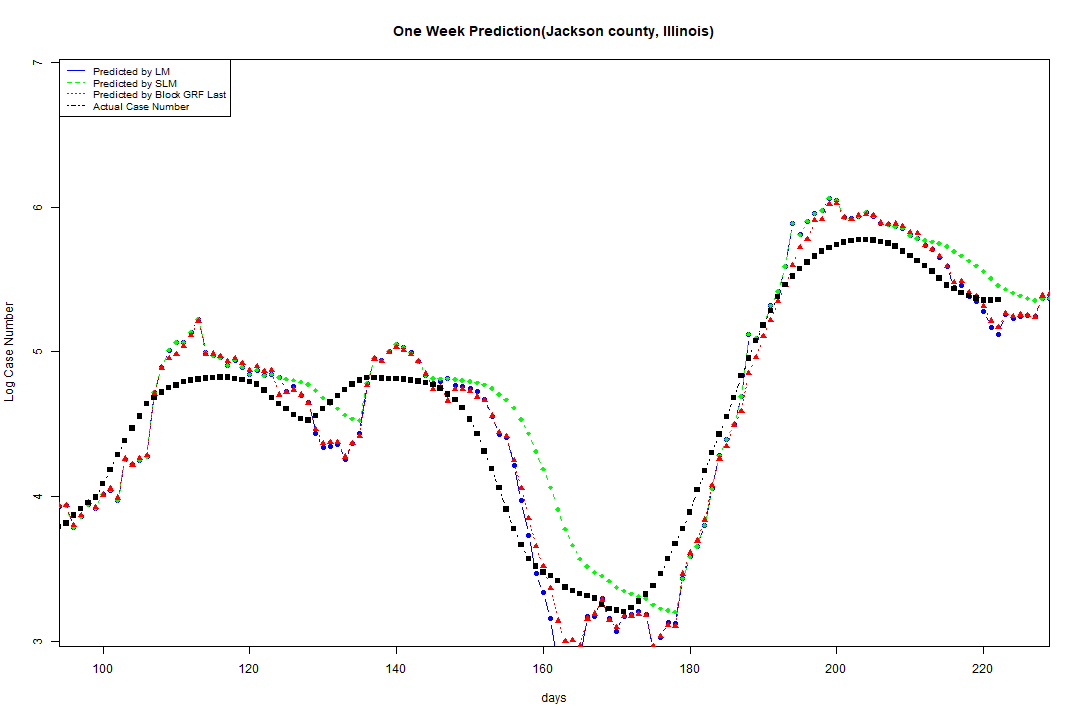 One Week Prediction(Jackson county, Illinois)
Predicted by LM
Predicted by SLM
Predicted by Block GRF Last
Actual Case Number
7
6
5
4
3
Log Case Number
100 120 140 160 180 200 220
days